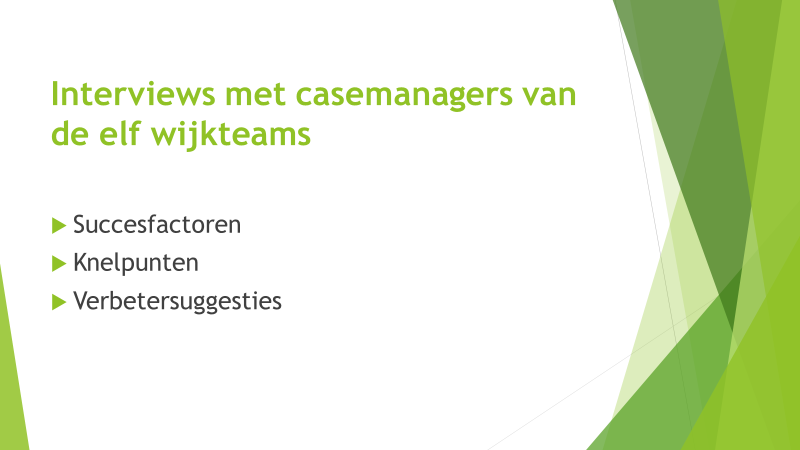 Interviews met casemanagers van
de elf wijkteams
Succesfactoren
Knelpunten
Verbetersuggesties